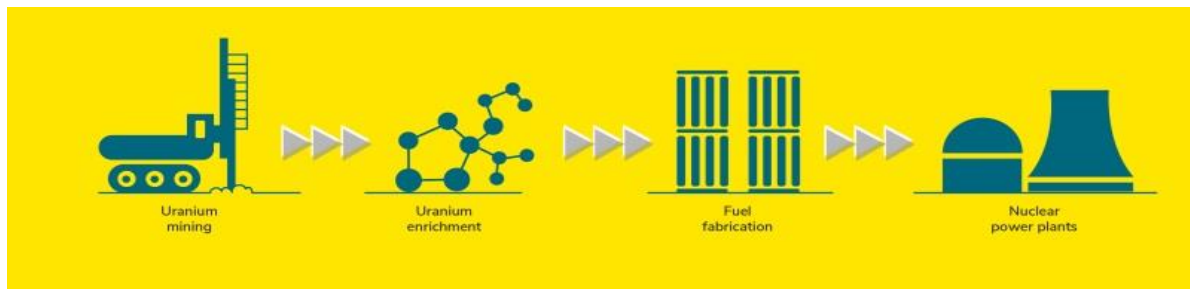 Uranium
mining
Uranium
enrichment
Fuel
fabrication
Nuclear
power plants